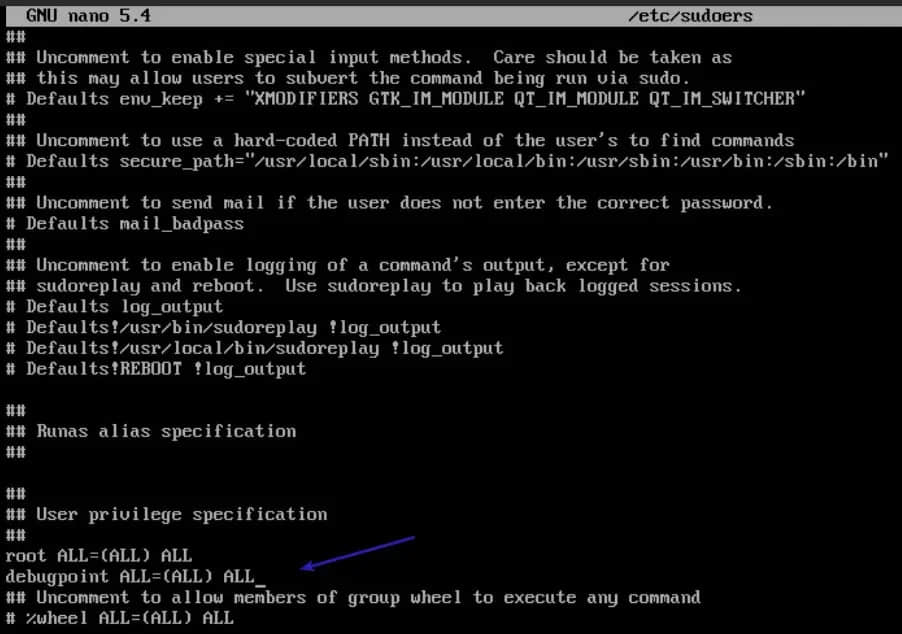 GNU nano 5.4 /etc/sudoers
##
## Uncomment to enable special input methods.  Care should be taken as
## this may allow users to subvert the command being run via sudo.
# Defaults env_keep += "XMODIFIERS GTK_IM_MODULE QT_IM_MODULE QT_IM_SWITCHER"
##
## Uncomment to use a hard-coded PATH instead of the user's to find commands
# Defaults secure_path="/usr/local/sbin:/usr/local/bin:/usr/sbin:/usr/bin:/sbin:/bin"
##
## Uncomment to send mail if the user does not enter the correct password.
# Defaults mail_badpass
##
## Uncomment to enable logging of a command's output, except for
## sudoreplay and reboot.  Use sudoreplay to play back logged sessions.
# Defaults log_output
# Defaults!/usr/bin/sudoreplay !log_output
# Defaults!/usr/local/bin/sudoreplay !log_output
# Defaults!REBOOT !log_output
##
## Runas alias specification
##
##
## User privilege specification
##
root ALL=(ALL) ALL
debugpoint ALL=(ALL) ALL
## Uncomment to allow members of group wheel to execute any command
# %wheel ALL=(ALL) ALL